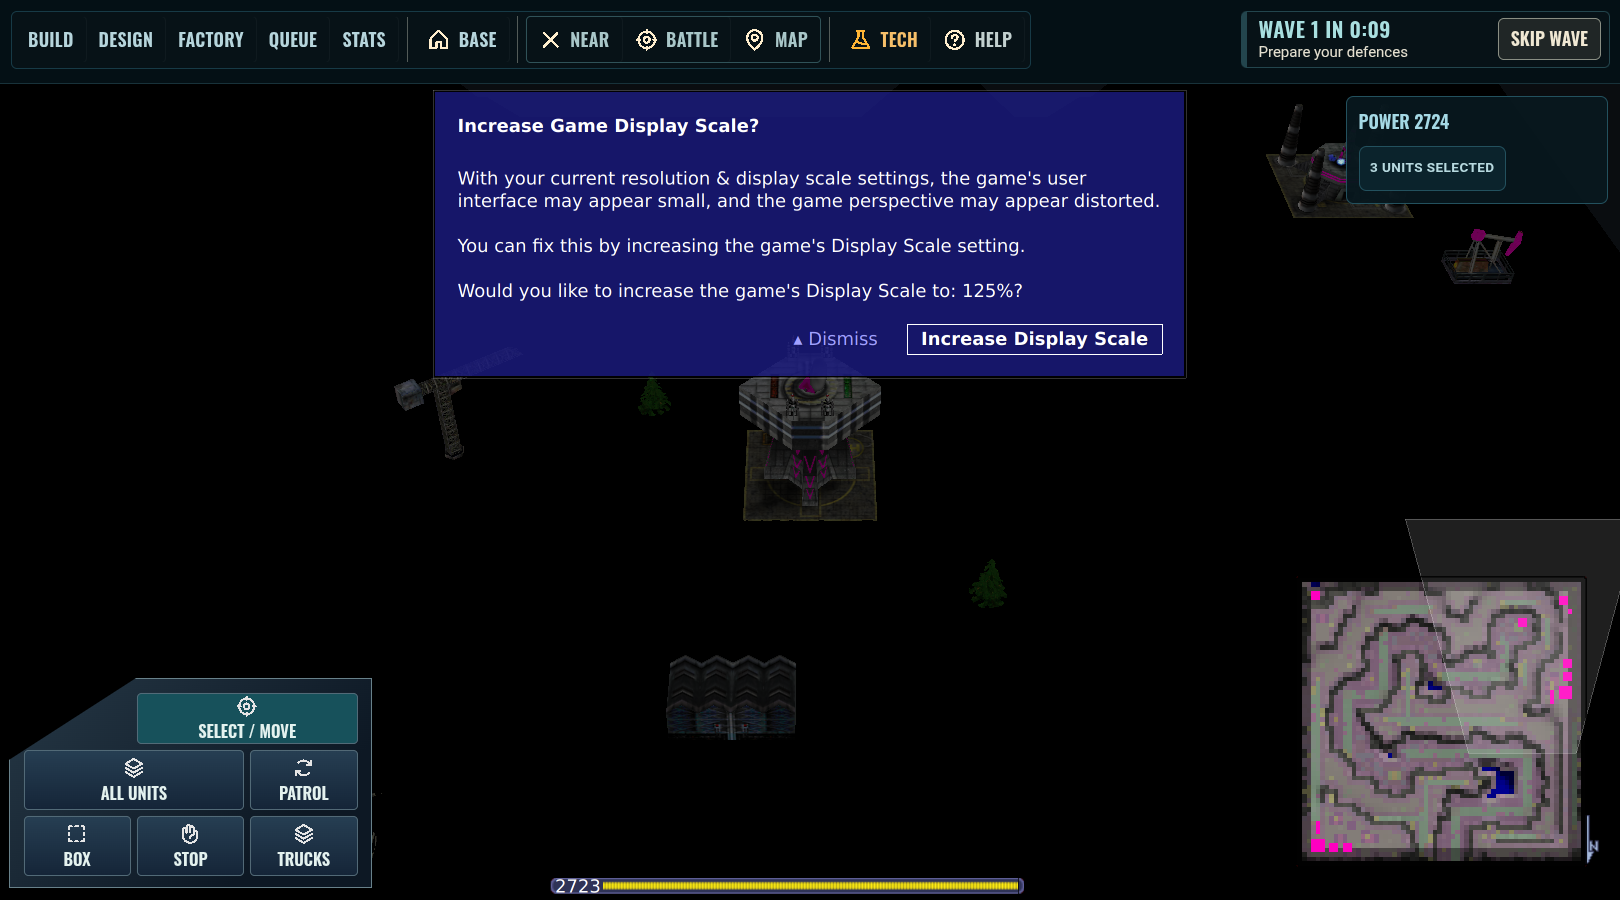 BUILD
DESIGN
FACTORY
QUEUE
STATS
BASE
NEAR
BATTLE
MAP
TECH
HELP
WAVE 1 IN 0:09
Prepare your defences
SKIP WAVE
POWER 2724
3 UNITS SELECTED
Increase Game Display Scale?
With your current resolution & display scale settings, the game's user
interface may appear small, and the game perspective may appear distorted.
You can fix this by increasing the game's Display Scale setting.
Would you like to increase the game's Display Scale to: 125%?
▴ Dismiss
Increase Display Scale
SELECT / MOVE
ALL UNITS
PATROL
BOX
STOP
TRUCKS
2723
N